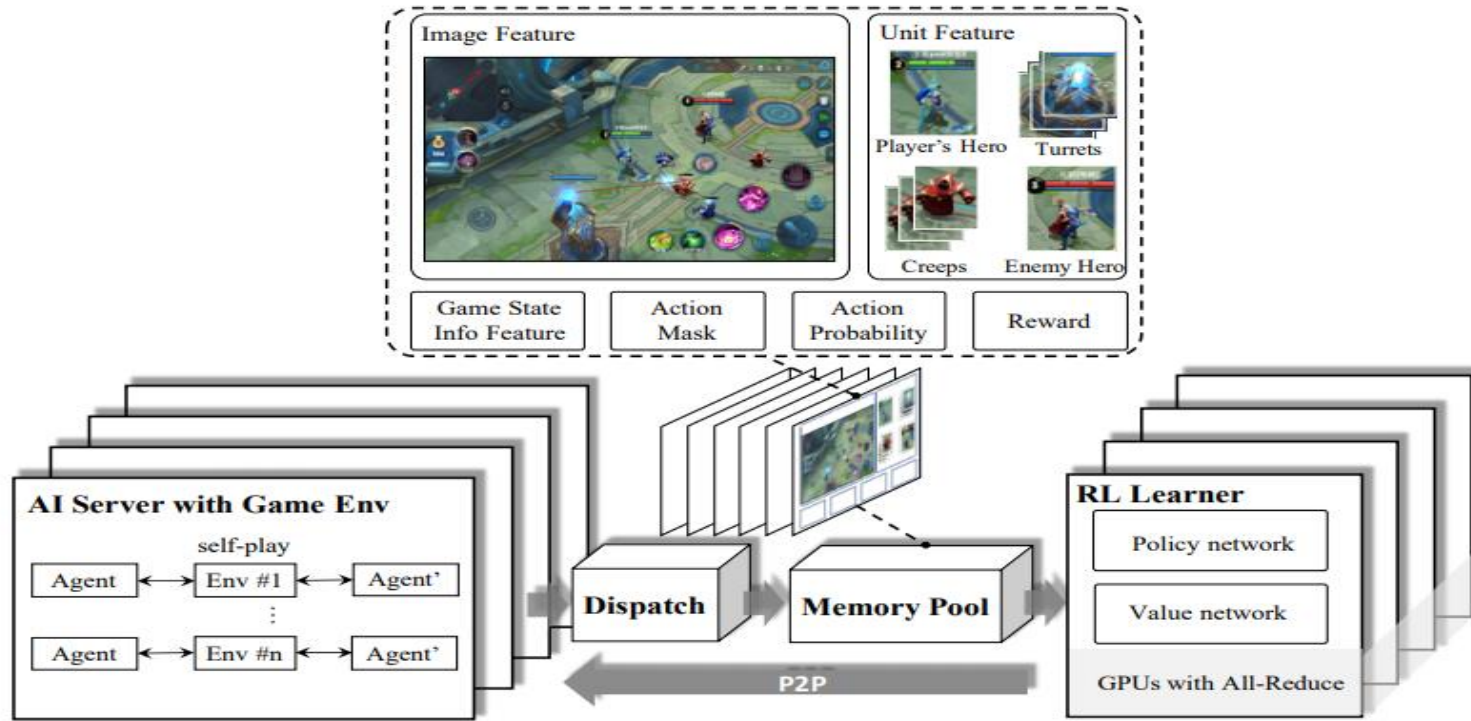 Image Feature
Unit Feature
Player's Hero
Turrets
Creeps
Enemy Hero
Game State
Info Feature
Action
Mask
Action
Probability
Reward
AI Server with Game Env
self-play
Agent
Env #1
Agent'
⋮
Agent
Env #n
Agent'
Dispatch
Memory Pool
P2P
RL Learner
Policy network
Value network
GPUs with All-Reduce